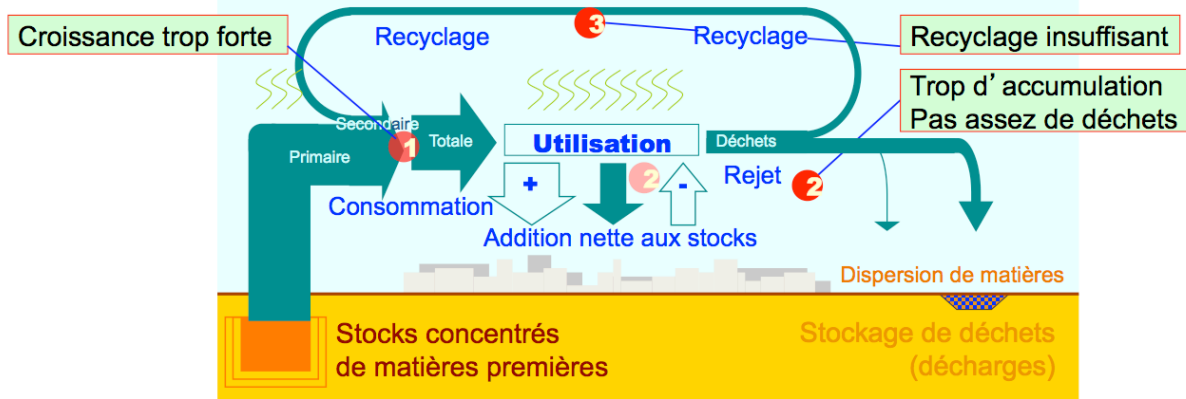 Croissance trop forte
Recyclage
3
Recyclage
Recyclage insuffisant
Trop d’accumulation
Pas assez de déchets
Secondaire
1
Totale
Primaire
Utilisation
Déchets
+
2
-
Rejet
2
Consommation
Addition nette aux stocks
Dispersion de matières
Stocks concentrés
de matières premières
Stockage de déchets
(décharges)